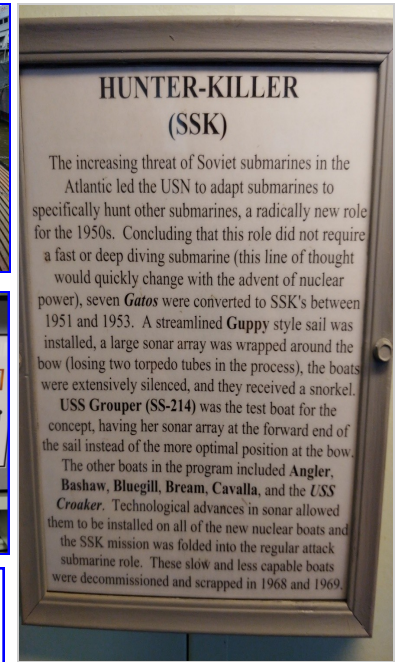 HUNTER-KILLER
(SSK)
The increasing threat of Soviet submarines in the
Atlantic led the USN to adapt submarines to
specifically hunt other submarines, a radically new role
for the 1950s. Concluding that this role did not require
a fast or deep diving submarine (this line of thought
would quickly change with the advent of nuclear
power), seven Gatos were converted to SSK's between
1951 and 1953. A streamlined Guppy style sail was
installed, a large sonar array was wrapped around the
bow (losing two torpedo tubes in the process), the boats
were extensively silenced, and they received a snorkel.
USS Grouper (SS-214) was the test boat for the
concept, having her sonar array at the forward end of
the sail instead of the more optimal position at the bow.
The other boats in the program included Angler,
Bashaw, Bluegill, Bream, Cavalla, and the USS
Croaker. Technological advances in sonar allowed
them to be installed on all of the new nuclear boats and
the SSK mission was folded into the regular attack
submarine role. These slow and less capable boats
were decommissioned and scrapped in 1968 and 1969.